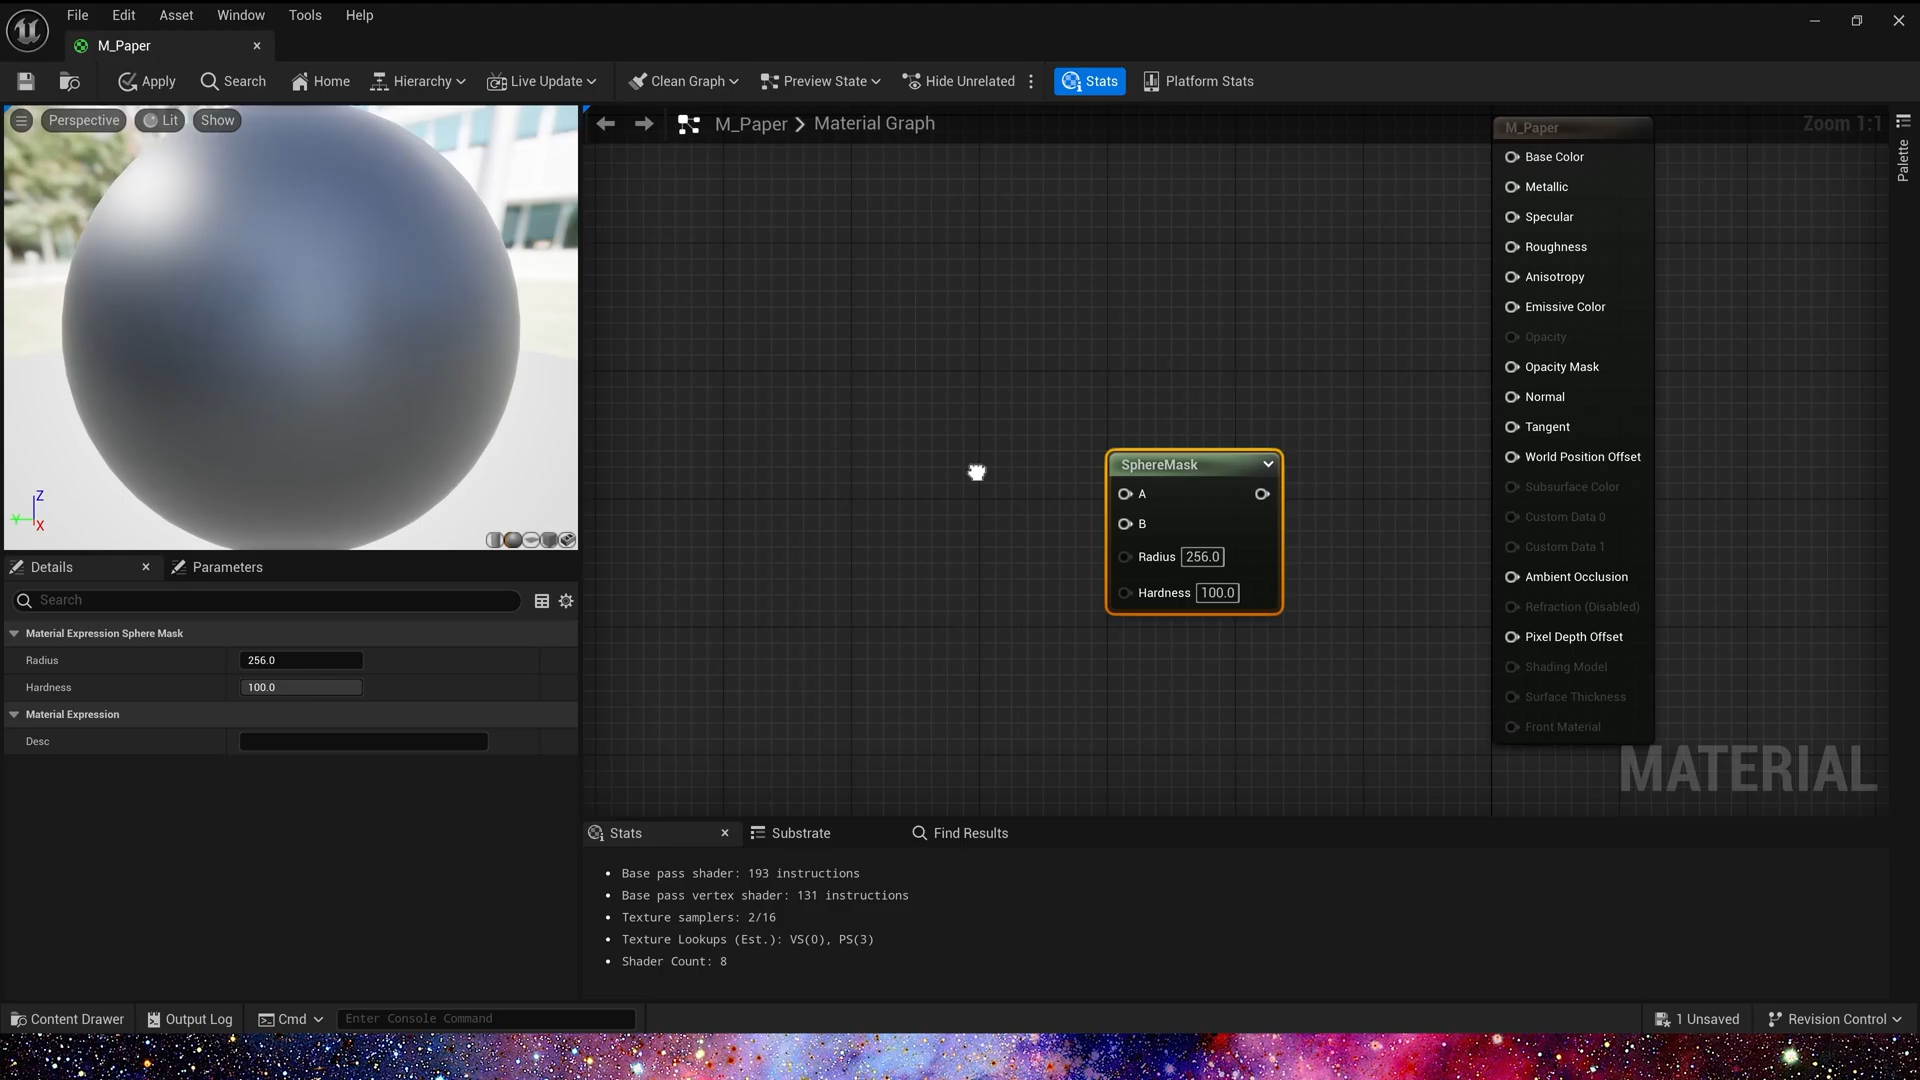 File Edit Asset Window Tools Help
M_Paper
Apply Search Home Hierarchy Live Update Clean Graph Preview State Hide Unrelated Stats Platform Stats
Perspective Lit Show
M_Paper > Material Graph
Zoom 1:1
Palette
M_Paper
Base Color
Metallic
Specular
Roughness
Anisotropy
Emissive Color
Opacity
Opacity Mask
Normal
Tangent
World Position Offset
Subsurface Color
Custom Data 0
Custom Data 1
Ambient Occlusion
Refraction (Disabled)
Pixel Depth Offset
Shading Model
Surface Thickness
Front Material
SphereMask
A
B
Radius 256.0
Hardness 100.0
MATERIAL
Z
Y
X
Details Parameters
Search
Material Expression Sphere Mask
Radius 256.0
Hardness 100.0
Material Expression
Desc
Stats Substrate Find Results
• Base pass shader: 193 instructions
• Base pass vertex shader: 131 instructions
• Texture samplers: 2/16
• Texture Lookups (Est.): VS(0), PS(3)
• Shader Count: 8
Content Drawer Output Log Cmd Enter Console Command 1 Unsaved Revision Control